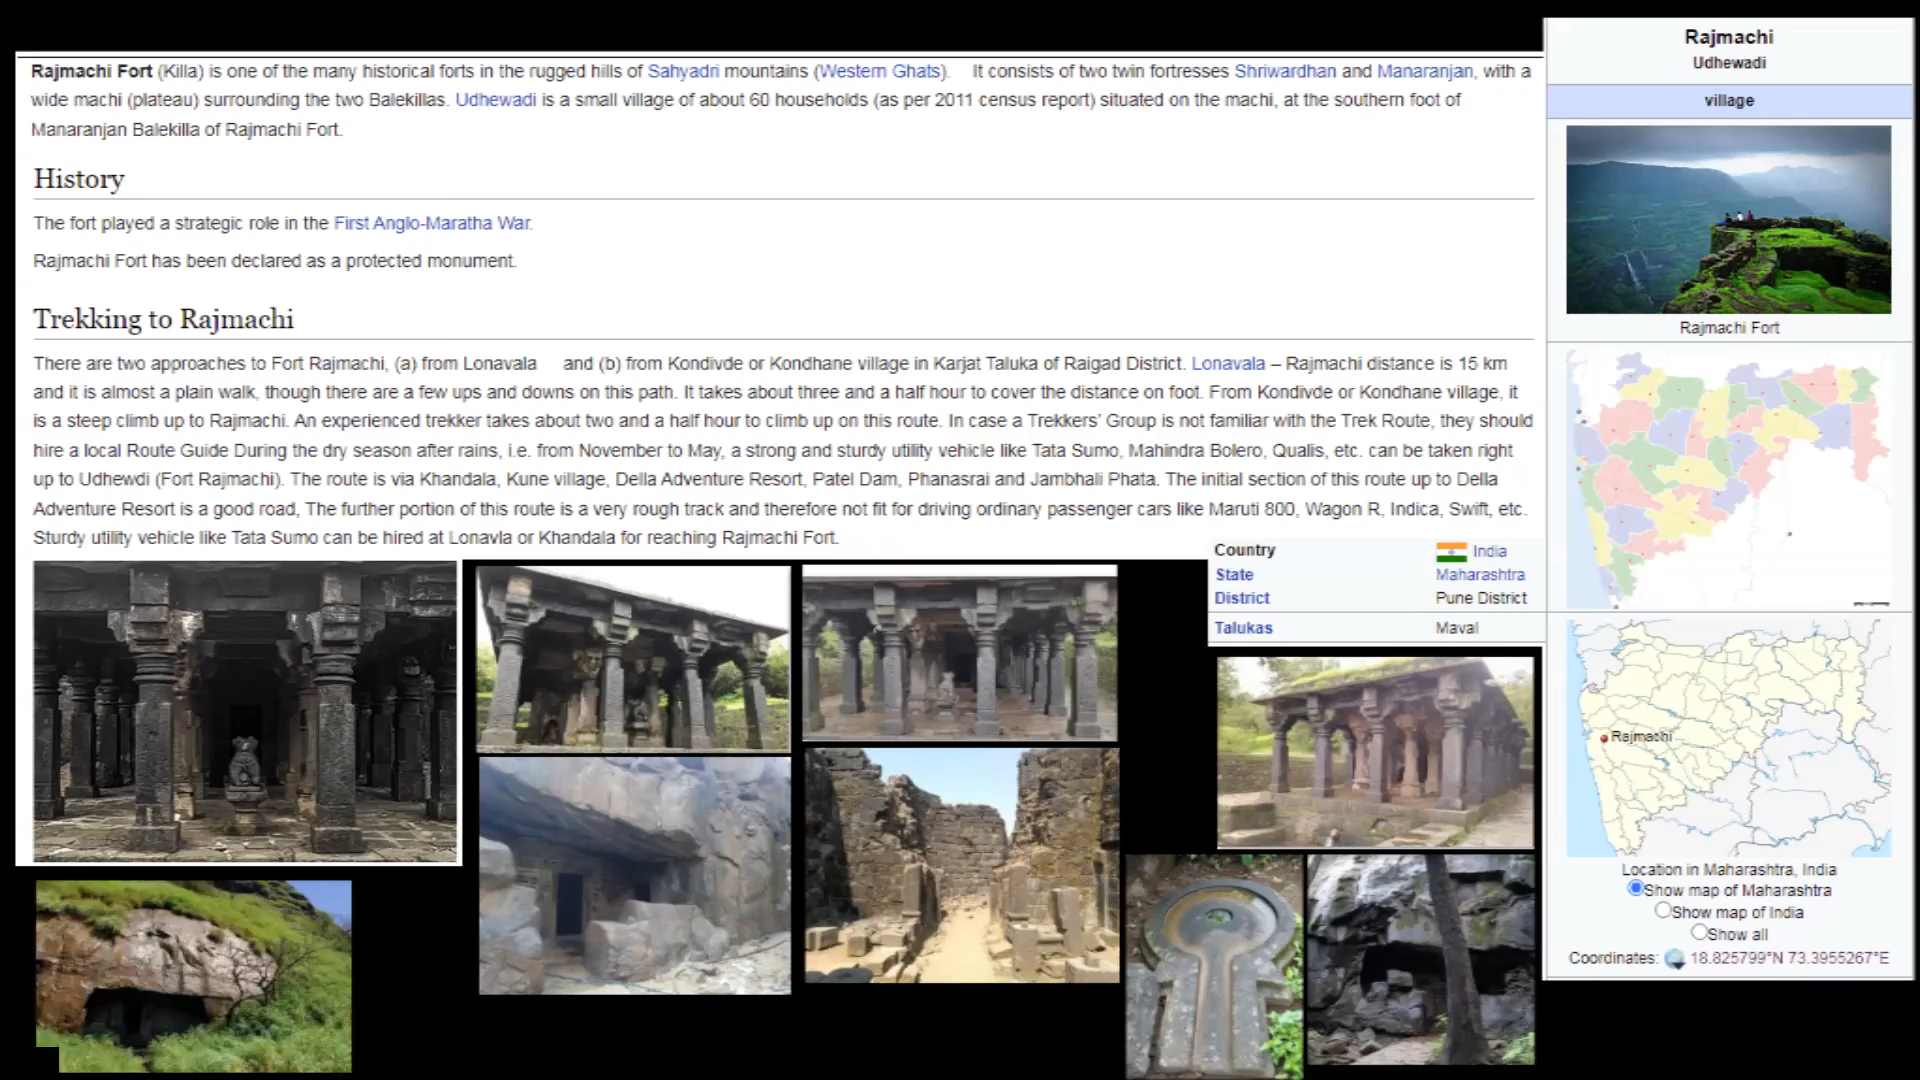 Rajmachi Fort (Killa) is one of the many historical forts in the rugged hills of Sahyadri mountains (Western Ghats). It consists of two twin fortresses Shriwardhan and Manaranjan, with a
wide machi (plateau) surrounding the two Balekillas. Udhewadi is a small village of about 60 households (as per 2011 census report) situated on the machi, at the southern foot of
Manaranjan Balekilla of Rajmachi Fort.
History
The fort played a strategic role in the First Anglo-Maratha War.
Rajmachi Fort has been declared as a protected monument.
Trekking to Rajmachi
There are two approaches to Fort Rajmachi, (a) from Lonavala and (b) from Kondivde or Kondhane village in Karjat Taluka of Raigad District. Lonavala – Rajmachi distance is 15 km
and it is almost a plain walk, though there are a few ups and downs on this path. It takes about three and a half hour to cover the distance on foot. From Kondivde or Kondhane village, it
is a steep climb up to Rajmachi. An experienced trekker takes about two and a half hour to climb up on this route. In case a Trekkers' Group is not familiar with the Trek Route, they should
hire a local Route Guide During the dry season after rains, i.e. from November to May, a strong and sturdy utility vehicle like Tata Sumo, Mahindra Bolero, Qualis, etc. can be taken right
up to Udhewdi (Fort Rajmachi). The route is via Khandala, Kune village, Della Adventure Resort, Patel Dam, Phanasrai and Jambhali Phata. The initial section of this route up to Della
Adventure Resort is a good road, The further portion of this route is a very rough track and therefore not fit for driving ordinary passenger cars like Maruti 800, Wagon R, Indica, Swift, etc.
Sturdy utility vehicle like Tata Sumo can be hired at Lonavla or Khandala for reaching Rajmachi Fort.
Country India
State Maharashtra
District Pune District
Talukas Maval
Rajmachi
Udhewadi
village
Rajmachi Fort
Rajmachi
Location in Maharashtra, India
Show map of Maharashtra
Show map of India
Show all
Coordinates: 18.825799°N 73.3955267°E